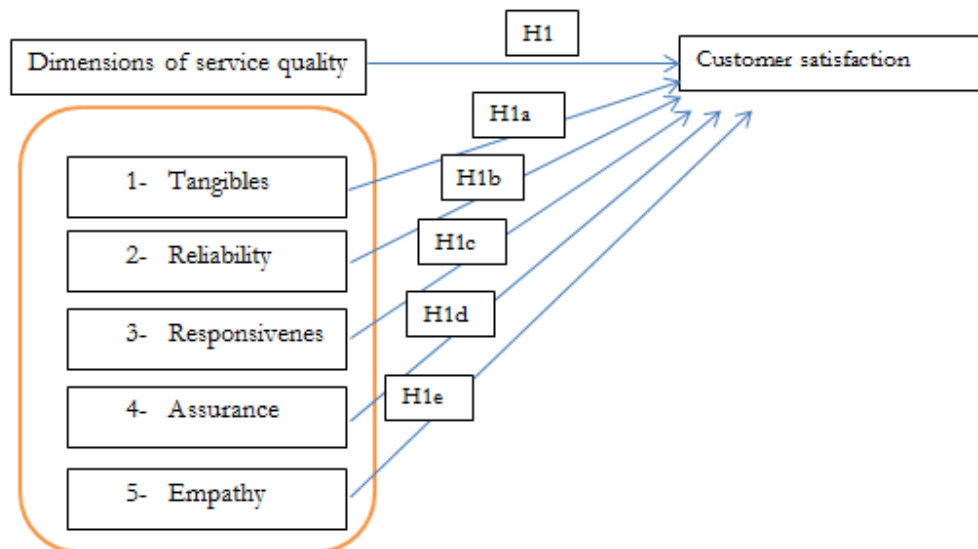 H1
Dimensions of service quality
Customer satisfaction
H1a
1- Tangibles
H1b
2- Reliability
H1c
3- Responsivenes
H1d
4- Assurance
H1e
5- Empathy